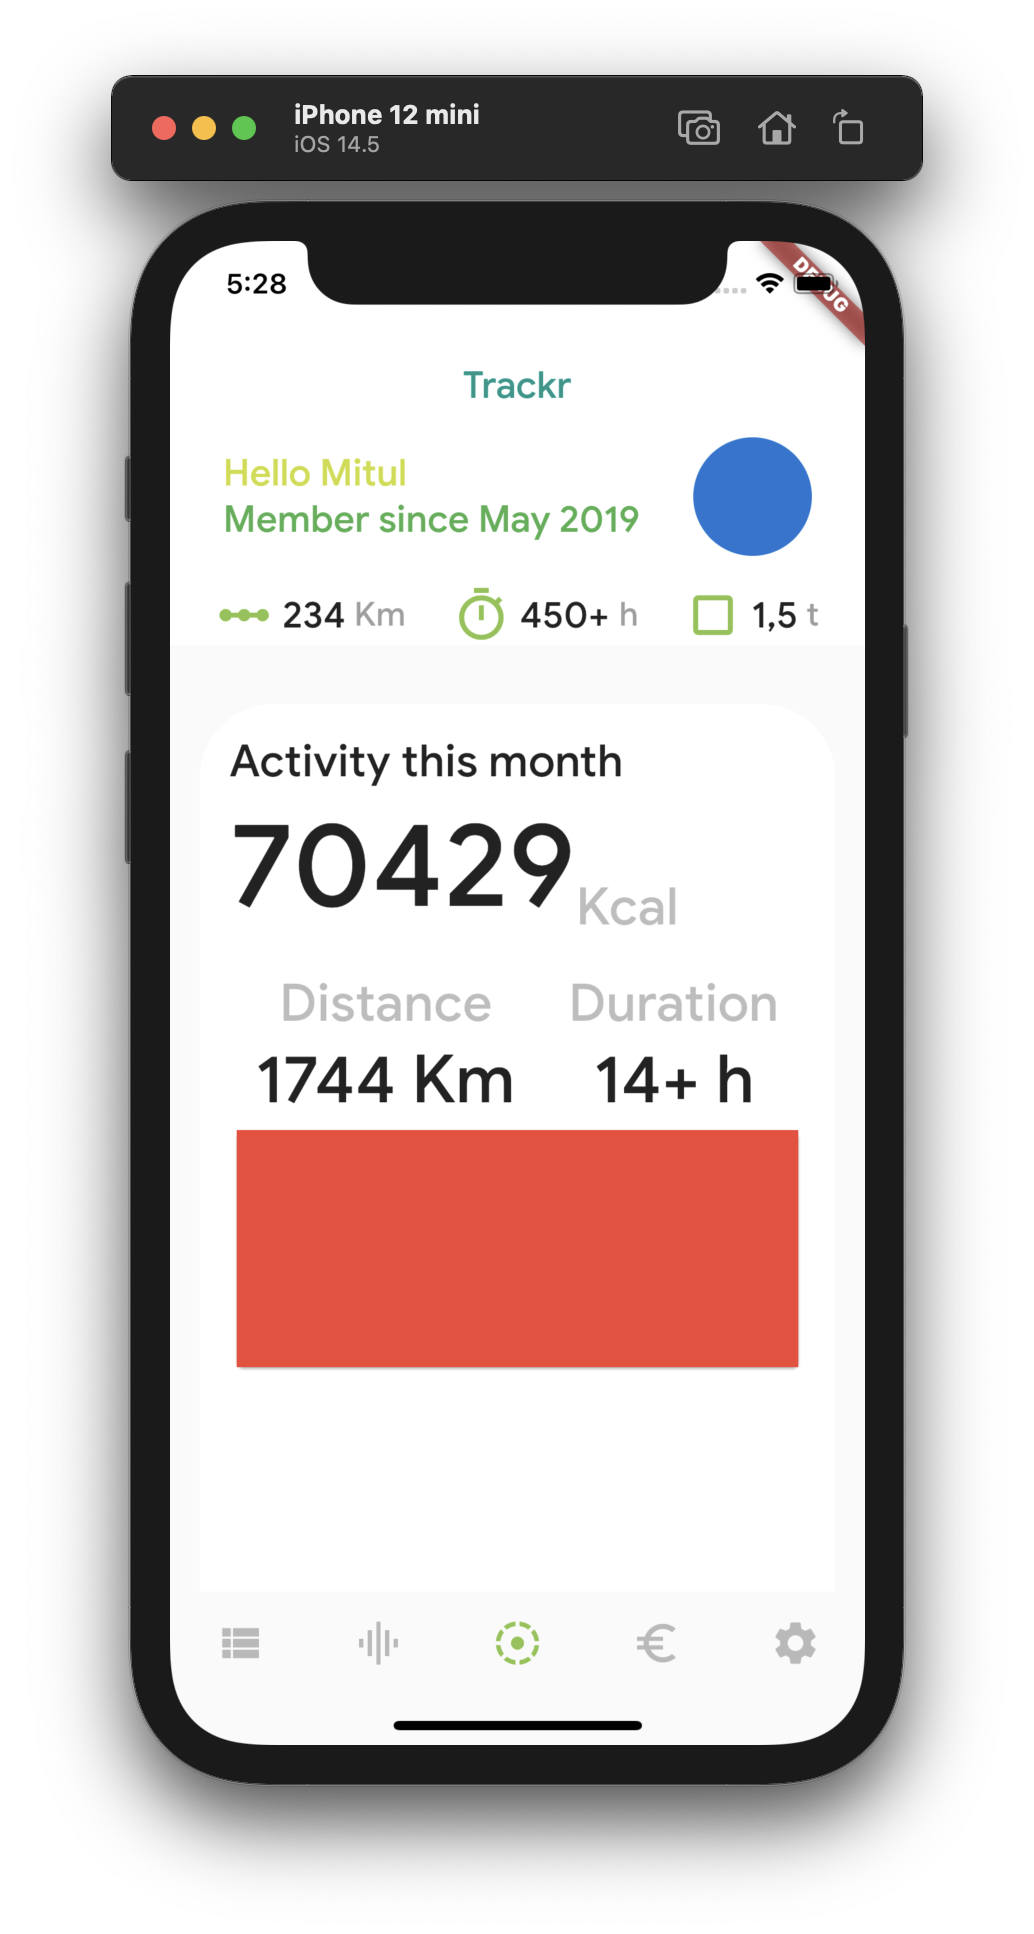 iPhone 12 mini
iOS 14.5
5:28
DEBUG
Trackr
Hello Mitul
Member since May 2019
234 Km 450+ h 1,5 t
Activity this month
70429 Kcal
Distance Duration
1744 Km 14+ h